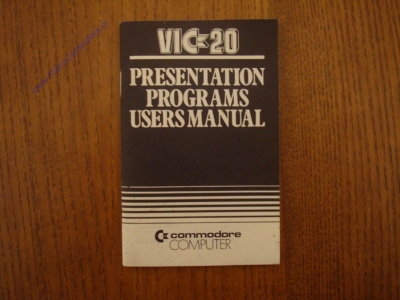 VIC-20
PRESENTATION
PROGRAMS
USERS MANUAL
commodore
COMPUTER